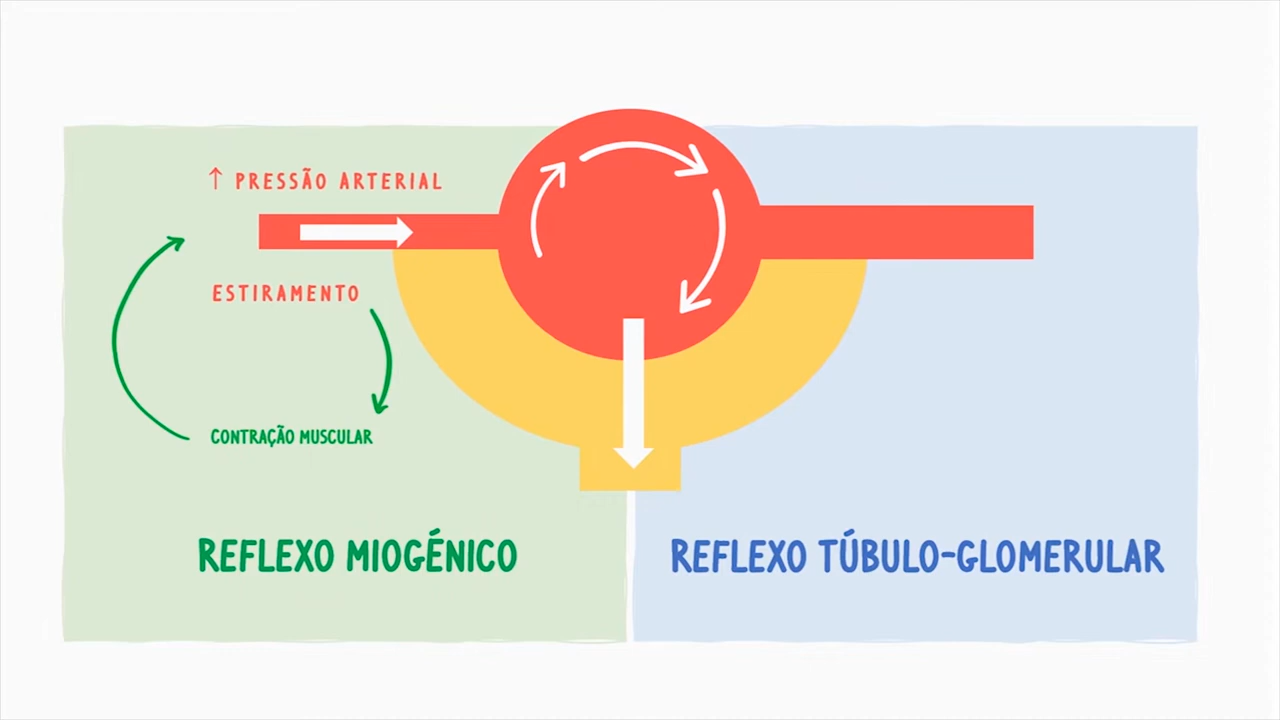 ↑ PRESSÃO ARTERIAL
ESTIRAMENTO
CONTRAÇÃO MUSCULAR
REFLEXO MIOGÉNICO
REFLEXO TÚBULO-GLOMERULAR